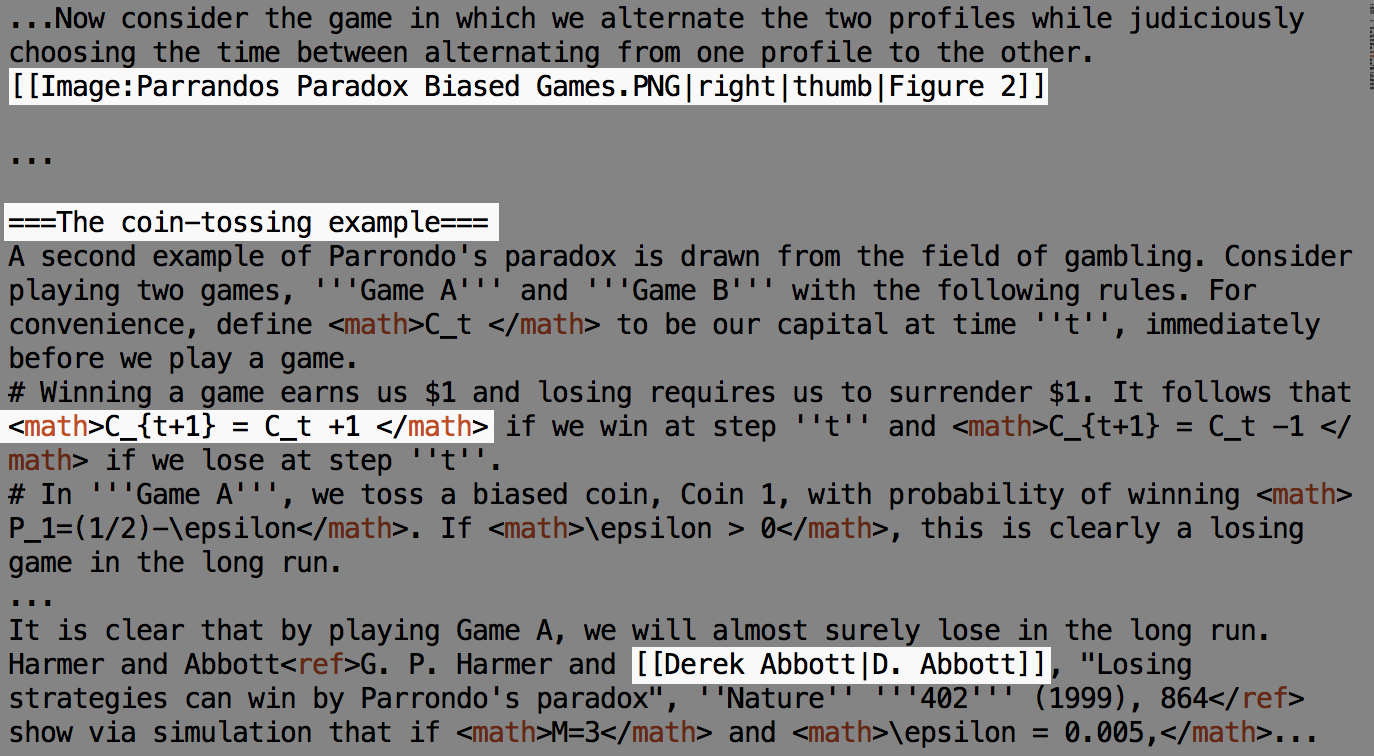 ...Now consider the game in which we alternate the two profiles while judiciously
choosing the time between alternating from one profile to the other.
[[Image:Parrandos Paradox Biased Games.PNG|right|thumb|Figure 2]]
...
===The coin-tossing example===
A second example of Parrondo's paradox is drawn from the field of gambling. Consider
playing two games, '''Game A''' and '''Game B''' with the following rules. For
convenience, define <math>C_t </math> to be our capital at time ''t'', immediately
before we play a game.
# Winning a game earns us $1 and losing requires us to surrender $1. It follows that
<math>C_{t+1} = C_t +1 </math> if we win at step ''t'' and <math>C_{t+1} = C_t -1 </
math> if we lose at step ''t''.
# In '''Game A''', we toss a biased coin, Coin 1, with probability of winning <math>
P_1=(1/2)-\epsilon</math>. If <math>\epsilon > 0</math>, this is clearly a losing
game in the long run.
...
It is clear that by playing Game A, we will almost surely lose in the long run.
Harmer and Abbott<ref>G. P. Harmer and [[Derek Abbott|D. Abbott]], "Losing
strategies can win by Parrondo's paradox", ''Nature'' '''402''' (1999), 864</ref>
show via simulation that if <math>M=3</math> and <math>\epsilon = 0.005,</math>...